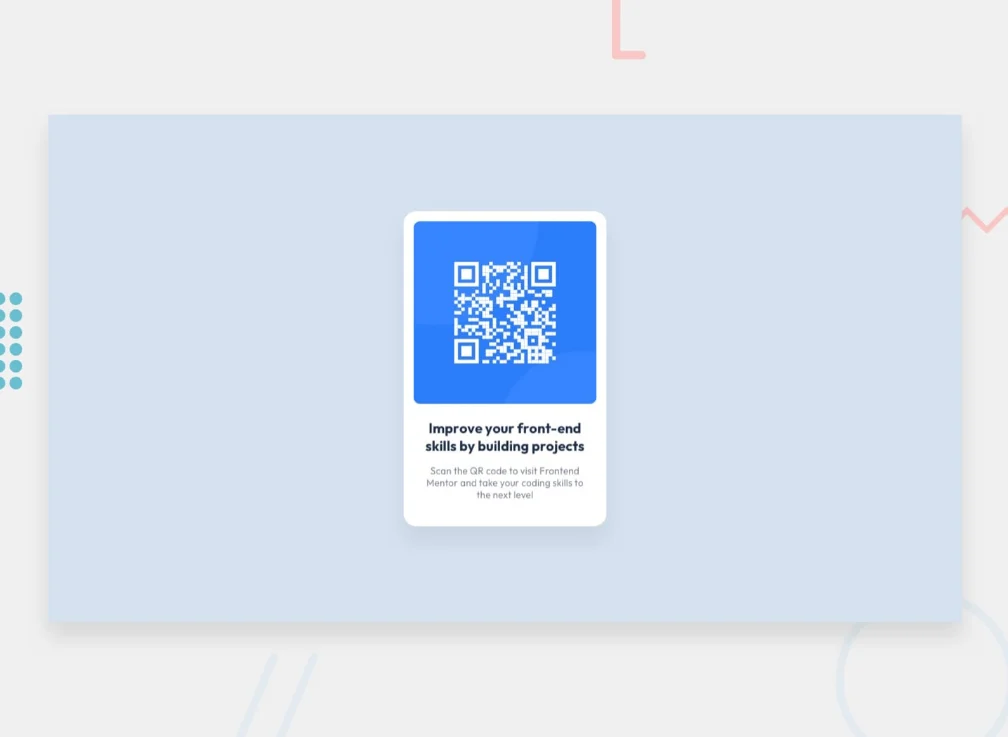 Improve your front-end
skills by building projects
Scan the QR code to visit Frontend
Mentor and take your coding skills to
the next level